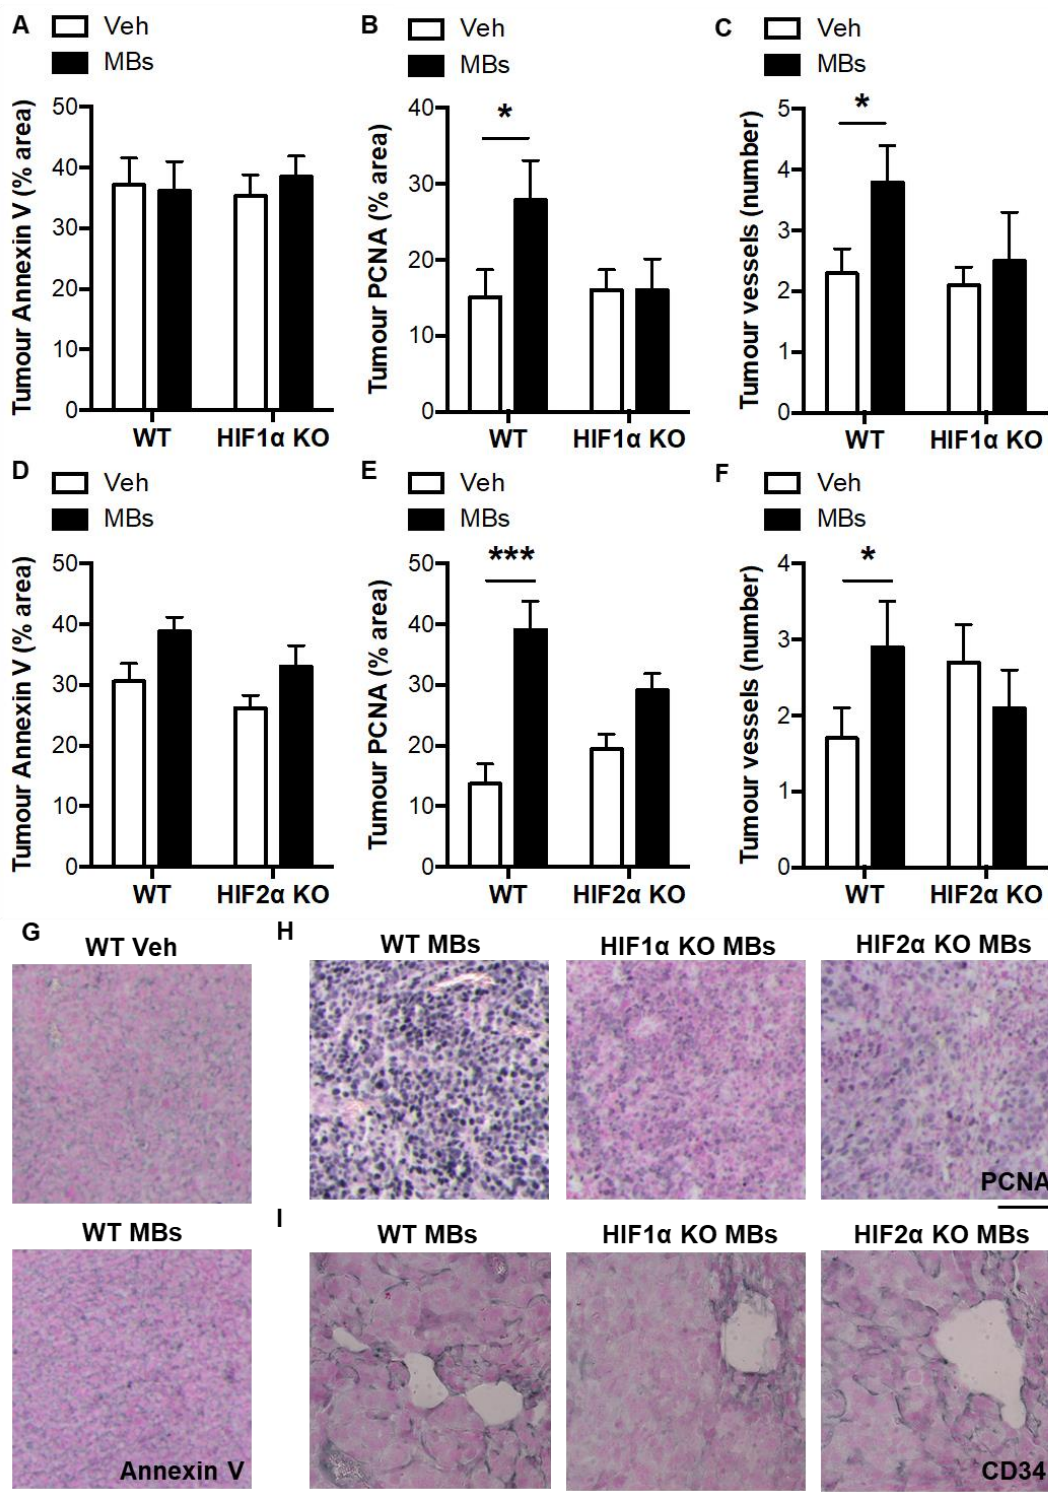 A
Veh
MBs
Tumour Annexin V (% area)
50
40
30
20
10
0
WT
HIF1α KO
B
Veh
MBs
Tumour PCNA (% area)
40
30
20
10
0
*
WT
HIF1α KO
C
Veh
MBs
Tumour vessels (number)
5
4
3
2
1
0
*
WT
HIF1α KO
D
Veh
MBs
Tumour Annexin V (% area)
50
40
30
20
10
0
WT
HIF2α KO
E
Veh
MBs
Tumour PCNA (% area)
50
40
30
20
10
0
***
WT
HIF2α KO
F
Veh
MBs
Tumour vessels (number)
4
3
2
1
0
*
WT
HIF2α KO
G
WT Veh
WT MBs
Annexin V
H
WT MBs
HIF1α KO MBs
HIF2α KO MBs
PCNA
I
WT MBs
HIF1α KO MBs
HIF2α KO MBs
CD34